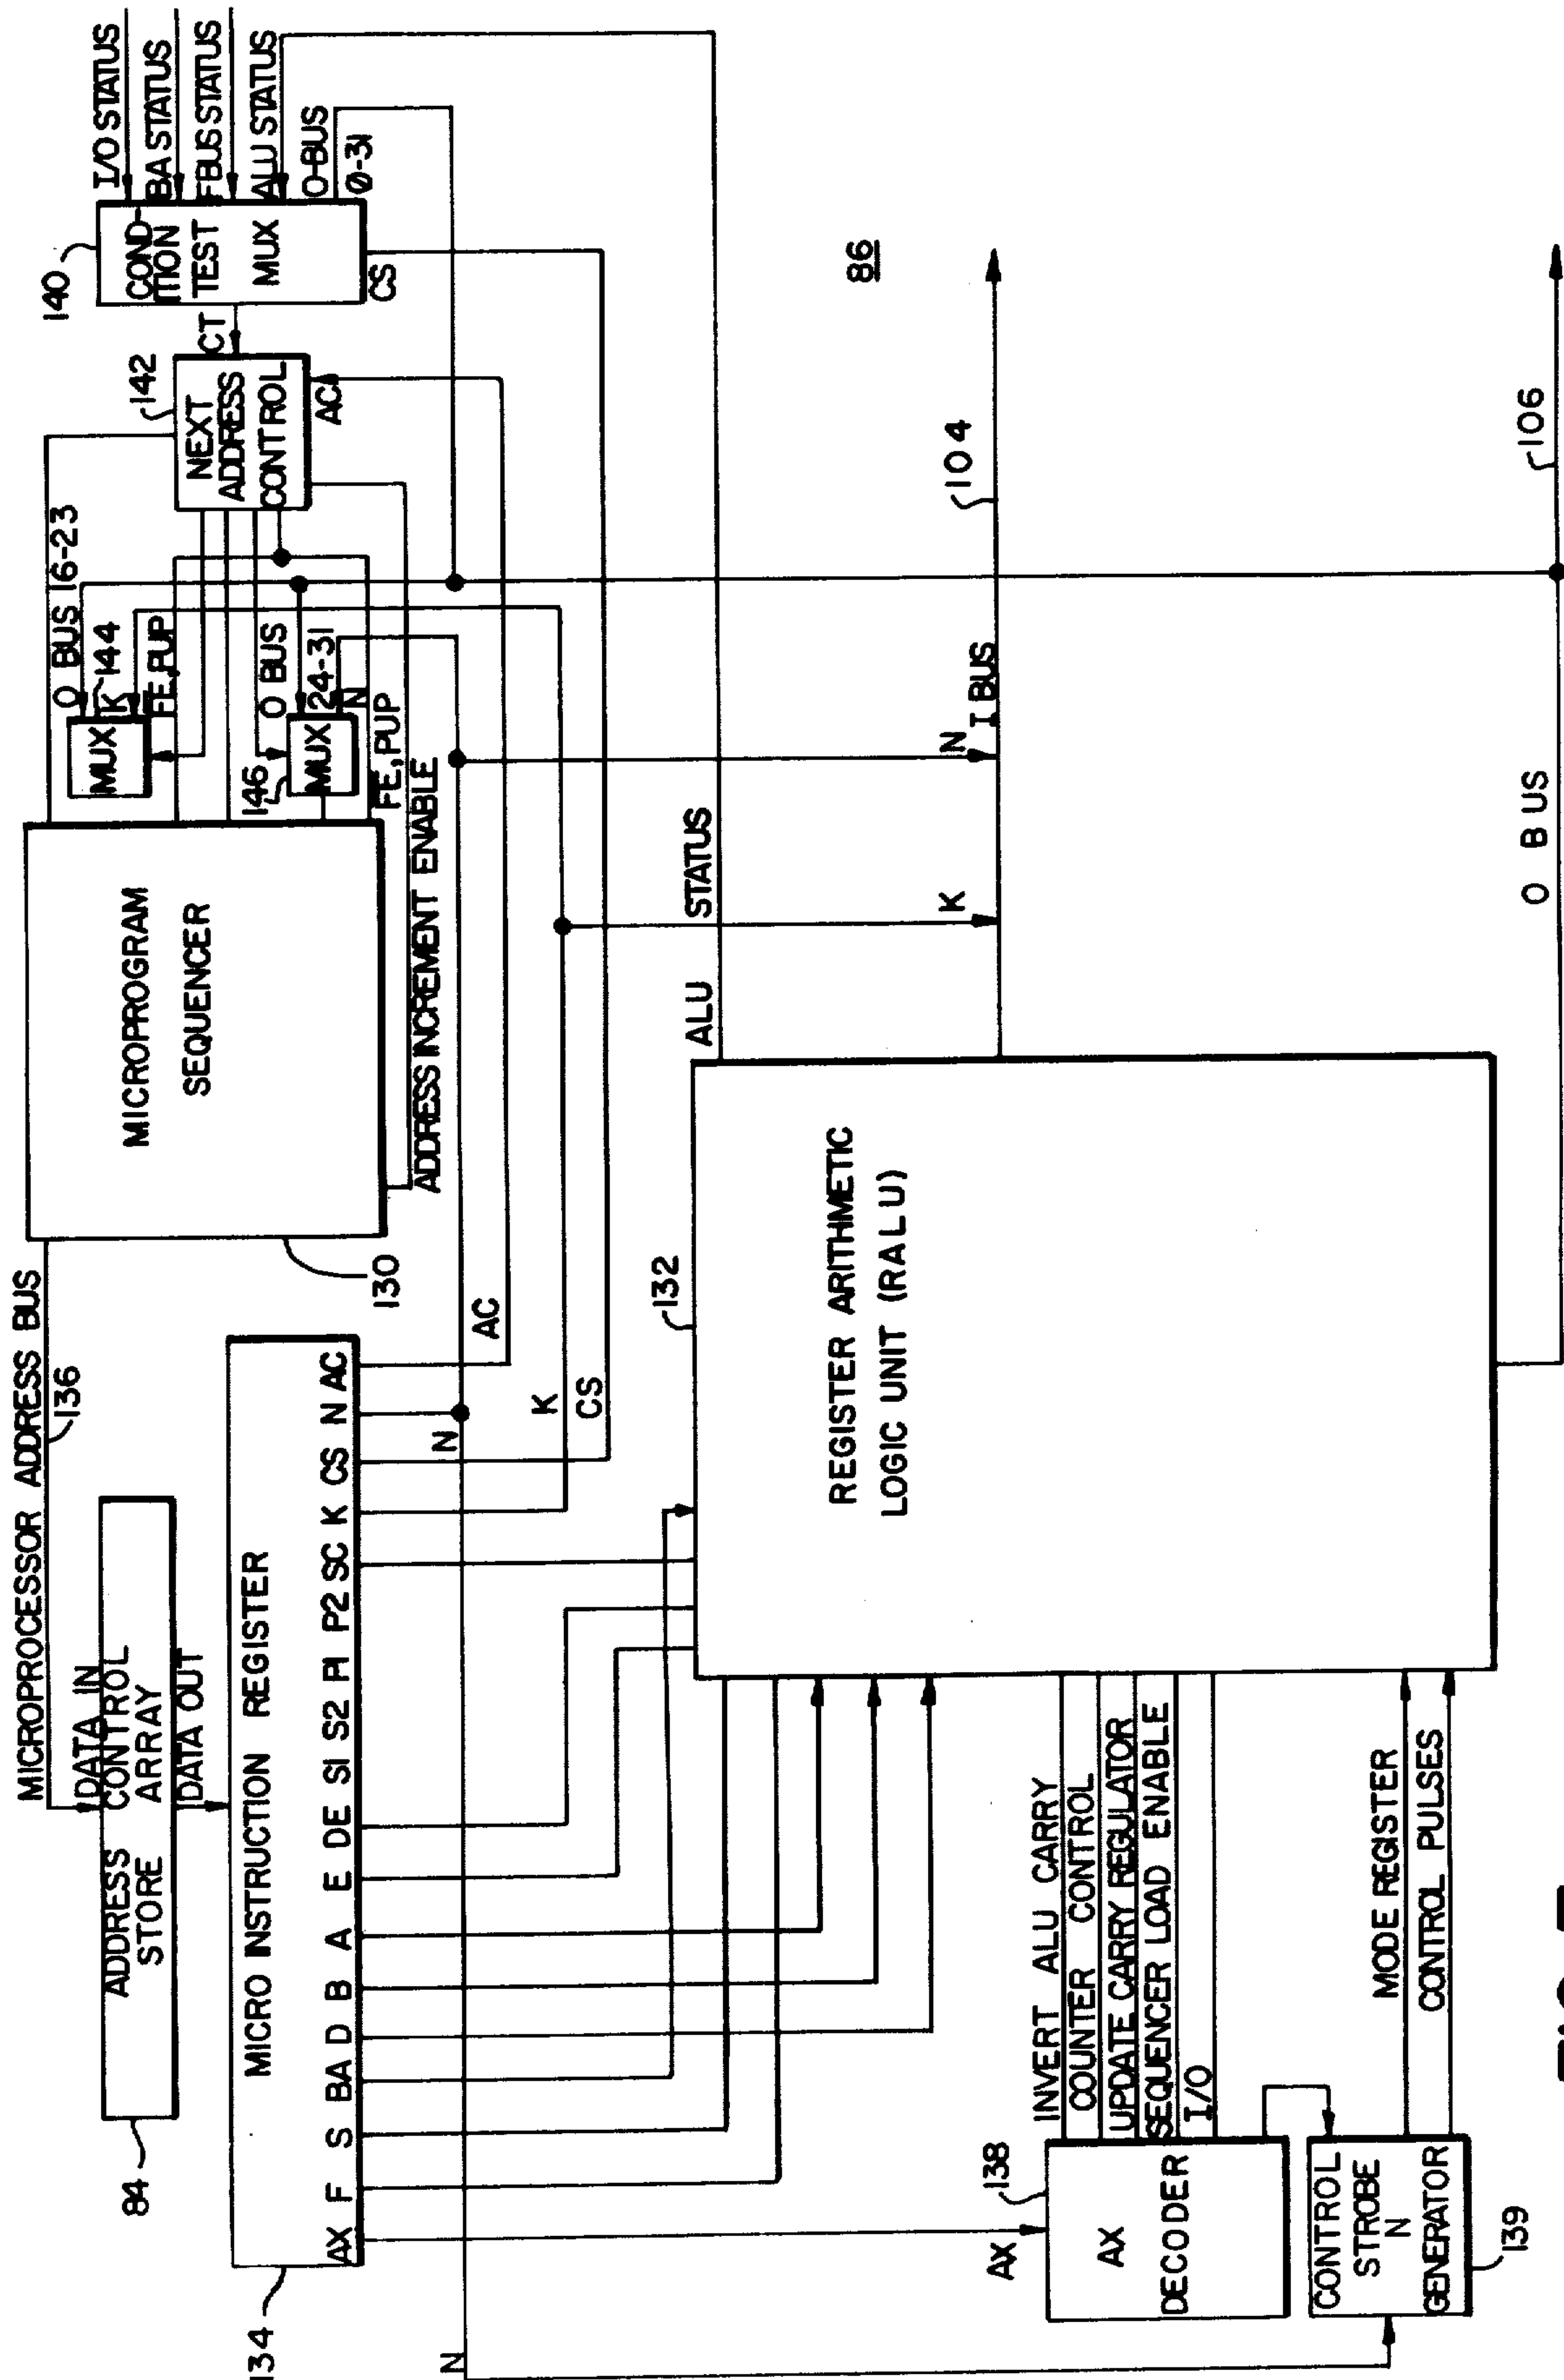 MICROPROCESSOR ADDRESS BUS
136
84
DATA IN
ADDRESS CONTROL
STORE ARRAY
DATA OUT
134
MICRO INSTRUCTION REGISTER
AX F S BA D B A E DE S1 S2 P1 P2 SC K CS N AC
130
MICROPROGRAM
SEQUENCER
ADDRESS INCREMENT ENABLE
O BUS 16-23
MUX
K
144
FE, PUP
O BUS
24-31
146
MUX
N
FE, PUP
142
NEXT
ADDRESS
CONTROL
CT
AC
140
COND-
ITION
TEST
MUX
CS
I/O STATUS
BA STATUS
F BUS STATUS
ALU STATUS
O-BUS
0-31
N
N
AC
K
CS
ALU STATUS
K
N
I BUS
104
86
132
REGISTER ARITHMETIC
LOGIC UNIT (RALU)
O BUS
106
AX
138
AX
DECODER
INVERT ALU CARRY
COUNTER CONTROL
UPDATE CARRY REGULATOR
SEQUENCER LOAD ENABLE
I/O
CONTROL
STROBE
N
GENERATOR
139
MODE REGISTER
CONTROL PULSES